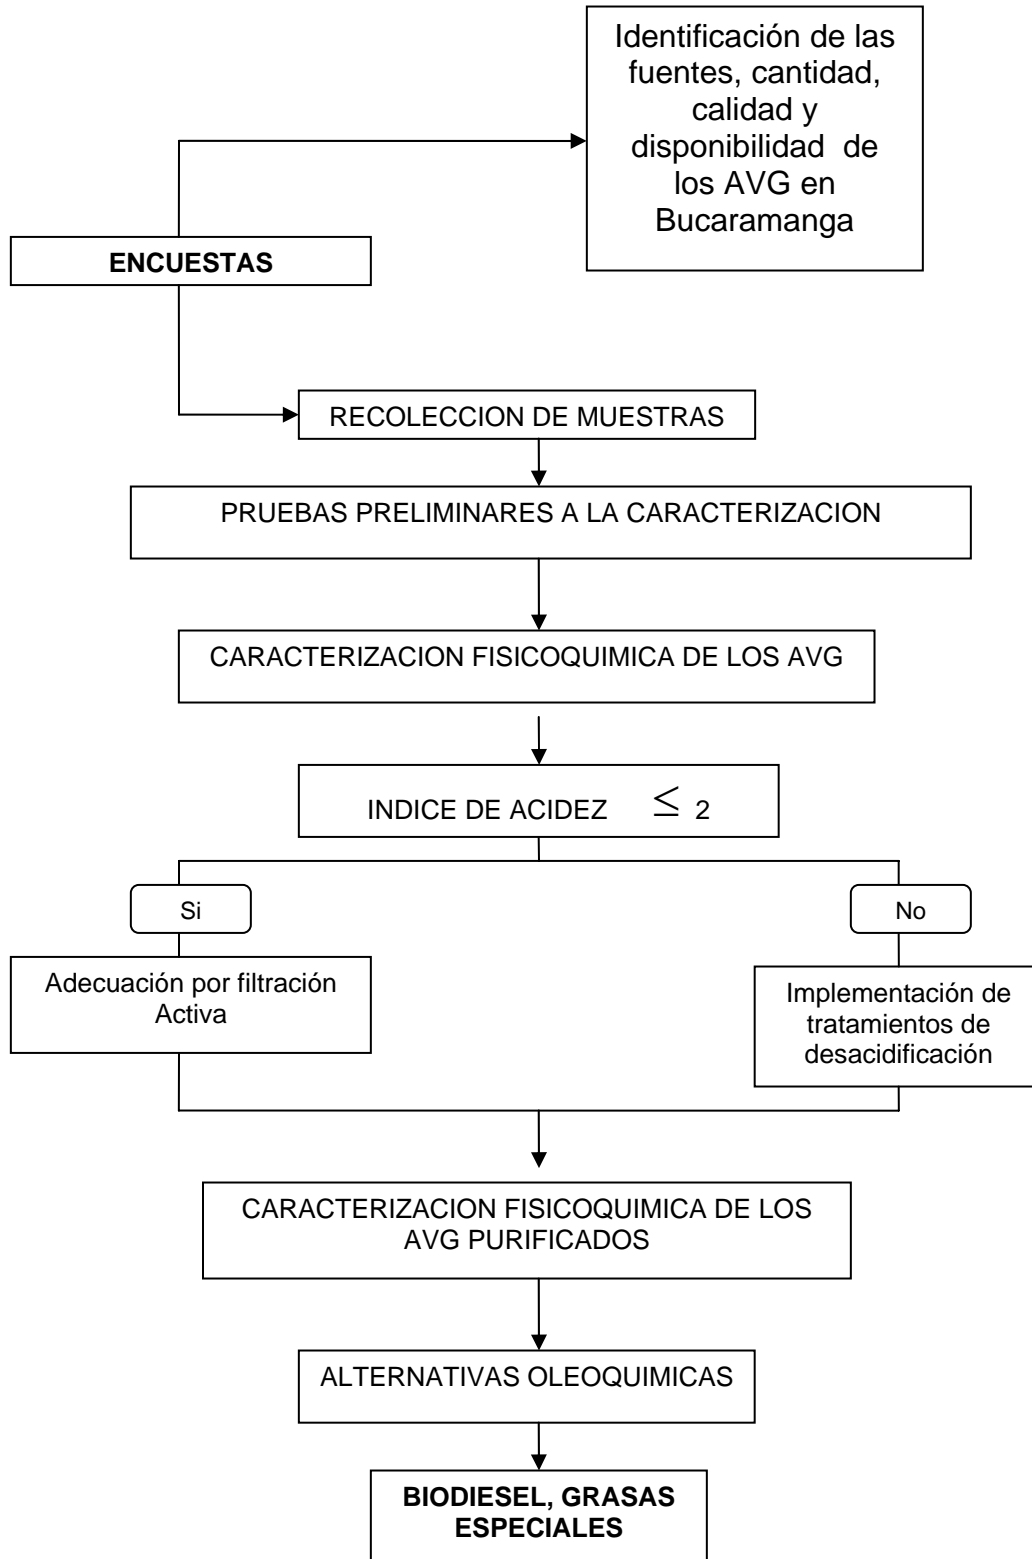 Identificación de las
fuentes, cantidad,
calidad y
disponibilidad de
los AVG en
Bucaramanga
ENCUESTAS
RECOLECCION DE MUESTRAS
PRUEBAS PRELIMINARES A LA CARACTERIZACION
CARACTERIZACION FISICOQUIMICA DE LOS AVG
INDICE DE ACIDEZ ≤ 2
Si
No
Adecuación por filtración
Activa
Implementación de
tratamientos de
desacidificación
CARACTERIZACION FISICOQUIMICA DE LOS
AVG PURIFICADOS
ALTERNATIVAS OLEOQUIMICAS
BIODIESEL, GRASAS
ESPECIALES